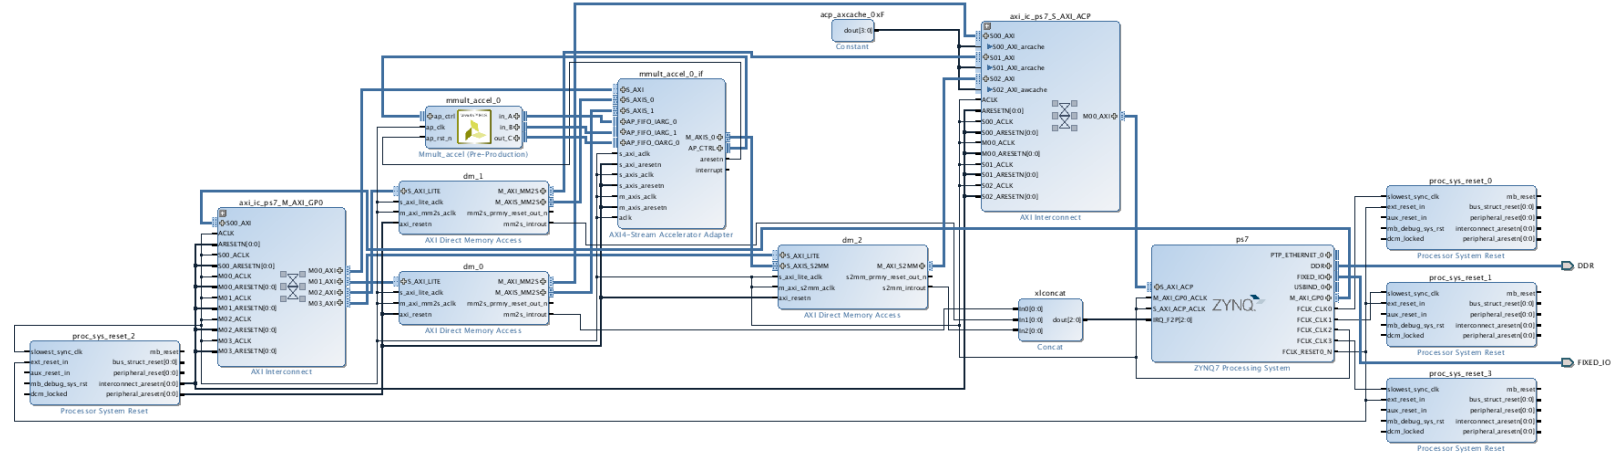 acp_axcache_0xF
dout[3:0]
Constant
axi_ic_ps7_S_AXI_ACP
S00_AXI
S00_AXI_arcache
S01_AXI
S01_AXI_arcache
S02_AXI
S02_AXI_awcache
ACLK
ARESETN[0:0]
S00_ACLK
S00_ARESETN[0:0]
M00_ACLK
M00_ARESETN[0:0]
S01_ACLK
S01_ARESETN[0:0]
S02_ACLK
S02_ARESETN[0:0]
M00_AXI
AXI Interconnect
mmult_accel_0_if
S_AXI
S_AXIS_0
S_AXIS_1
AP_FIFO_IARG_0
AP_FIFO_IARG_1
AP_FIFO_OARG_0
s_axi_aclk
s_axi_aresetn
s_axis_aclk
s_axis_aresetn
m_axis_aclk
m_axis_aresetn
aclk
M_AXIS_0
AP_CTRL
aresetn
interrupt
AXI4-Stream Accelerator Adapter
mmult_accel_0
ap_ctrl
ap_clk
ap_rst_n
in_A
in_B
out_C
Mmult_accel (Pre-Production)
dm_1
S_AXI_LITE
s_axi_lite_aclk
m_axi_mm2s_aclk
axi_resetn
M_AXI_MM2S
M_AXIS_MM2S
mm2s_prmry_reset_out_n
mm2s_introut
AXI Direct Memory Access
axi_ic_ps7_M_AXI_GP0
S00_AXI
ACLK
ARESETN[0:0]
S00_ACLK
S00_ARESETN[0:0]
M00_ACLK
M00_ARESETN[0:0]
M01_ACLK
M01_ARESETN[0:0]
M02_ACLK
M02_ARESETN[0:0]
M03_ACLK
M03_ARESETN[0:0]
M00_AXI
M01_AXI
M02_AXI
M03_AXI
AXI Interconnect
dm_0
S_AXI_LITE
s_axi_lite_aclk
m_axi_mm2s_aclk
axi_resetn
M_AXI_MM2S
M_AXIS_MM2S
mm2s_prmry_reset_out_n
mm2s_introut
AXI Direct Memory Access
dm_2
S_AXI_LITE
S_AXIS_S2MM
s_axi_lite_aclk
m_axi_s2mm_aclk
axi_resetn
M_AXI_S2MM
s2mm_prmry_reset_out_n
s2mm_introut
AXI Direct Memory Access
xlconcat
In0[0:0]
In1[0:0]
In2[0:0]
dout[2:0]
Concat
ps7
S_AXI_ACP
M_AXI_GP0_ACLK
S_AXI_ACP_ACLK
IRQ_F2P[2:0]
ZYNQ
PTP_ETHERNET_0
DDR
FIXED_IO
USBIND_0
M_AXI_GP0
FCLK_CLK0
FCLK_CLK1
FCLK_CLK2
FCLK_CLK3
FCLK_RESET0_N
ZYNQ7 Processing System
proc_sys_reset_0
slowest_sync_clk
ext_reset_in
aux_reset_in
mb_debug_sys_rst
dcm_locked
mb_reset
bus_struct_reset[0:0]
peripheral_reset[0:0]
interconnect_aresetn[0:0]
peripheral_aresetn[0:0]
Processor System Reset
DDR
proc_sys_reset_1
slowest_sync_clk
ext_reset_in
aux_reset_in
mb_debug_sys_rst
dcm_locked
mb_reset
bus_struct_reset[0:0]
peripheral_reset[0:0]
interconnect_aresetn[0:0]
peripheral_aresetn[0:0]
Processor System Reset
FIXED_IO
proc_sys_reset_3
slowest_sync_clk
ext_reset_in
aux_reset_in
mb_debug_sys_rst
dcm_locked
mb_reset
bus_struct_reset[0:0]
peripheral_reset[0:0]
interconnect_aresetn[0:0]
peripheral_aresetn[0:0]
Processor System Reset
proc_sys_reset_2
slowest_sync_clk
ext_reset_in
aux_reset_in
mb_debug_sys_rst
dcm_locked
mb_reset
bus_struct_reset[0:0]
peripheral_reset[0:0]
interconnect_aresetn[0:0]
peripheral_aresetn[0:0]
Processor System Reset